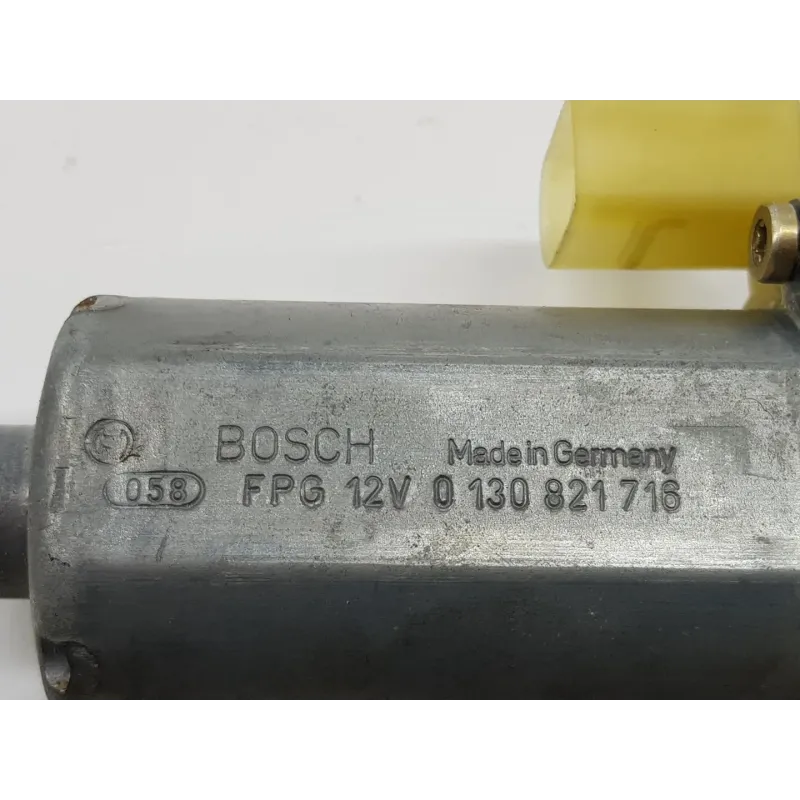 BOSCH Made in Germany
058 FPG 12V 0 130 821 716